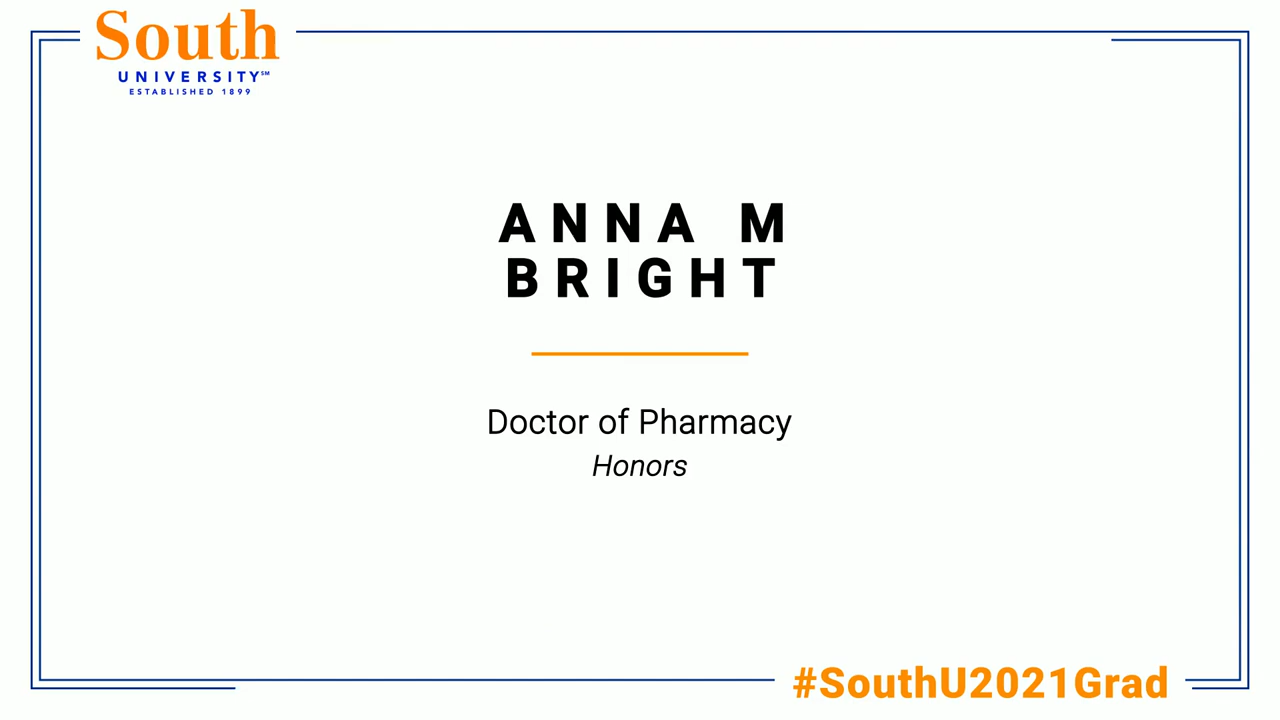 South
UNIVERSITY℠
ESTABLISHED 1899
ANNA M
BRIGHT
Doctor of Pharmacy
Honors
#SouthU2021Grad